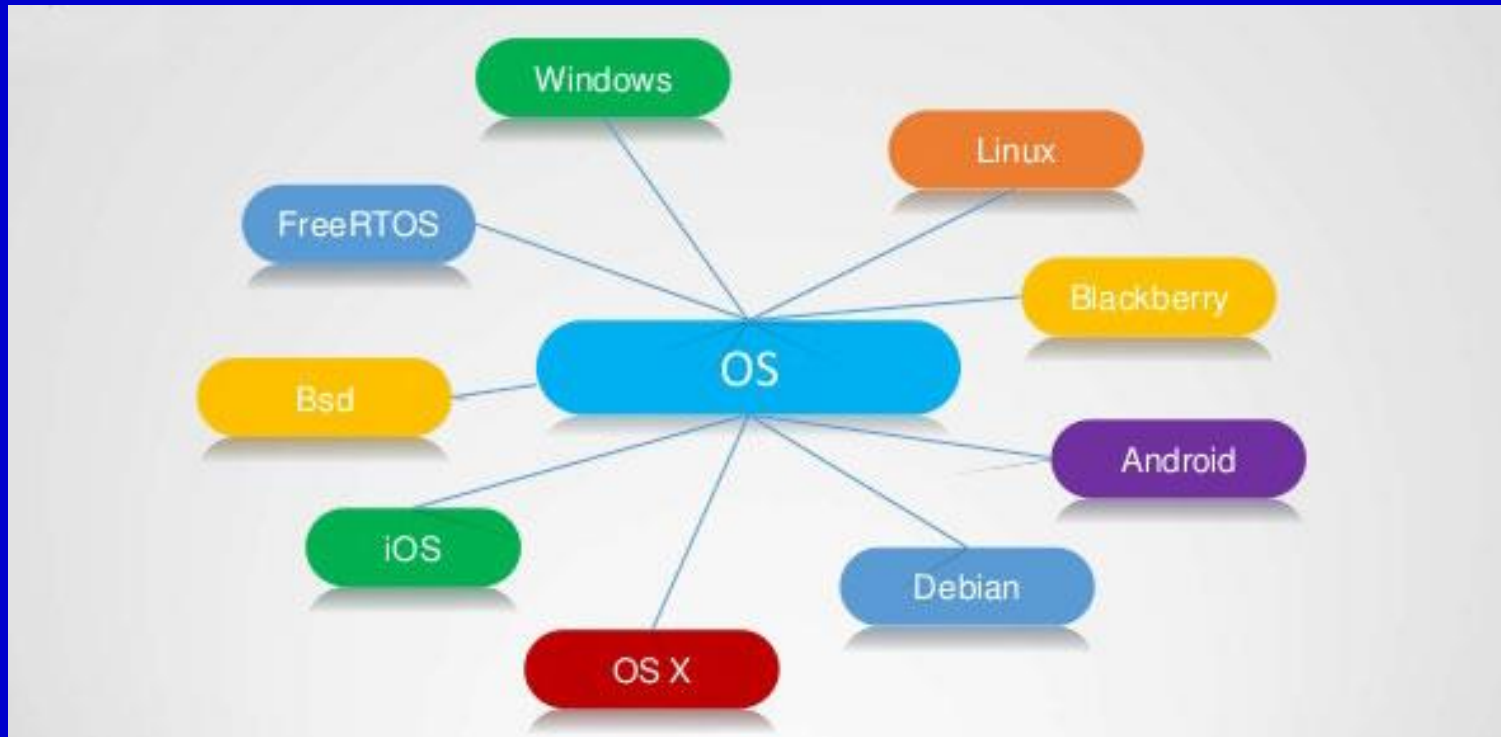 Windows
Linux
FreeRTOS
Blackberry
OS
Bsd
Android
iOS
Debian
OS X